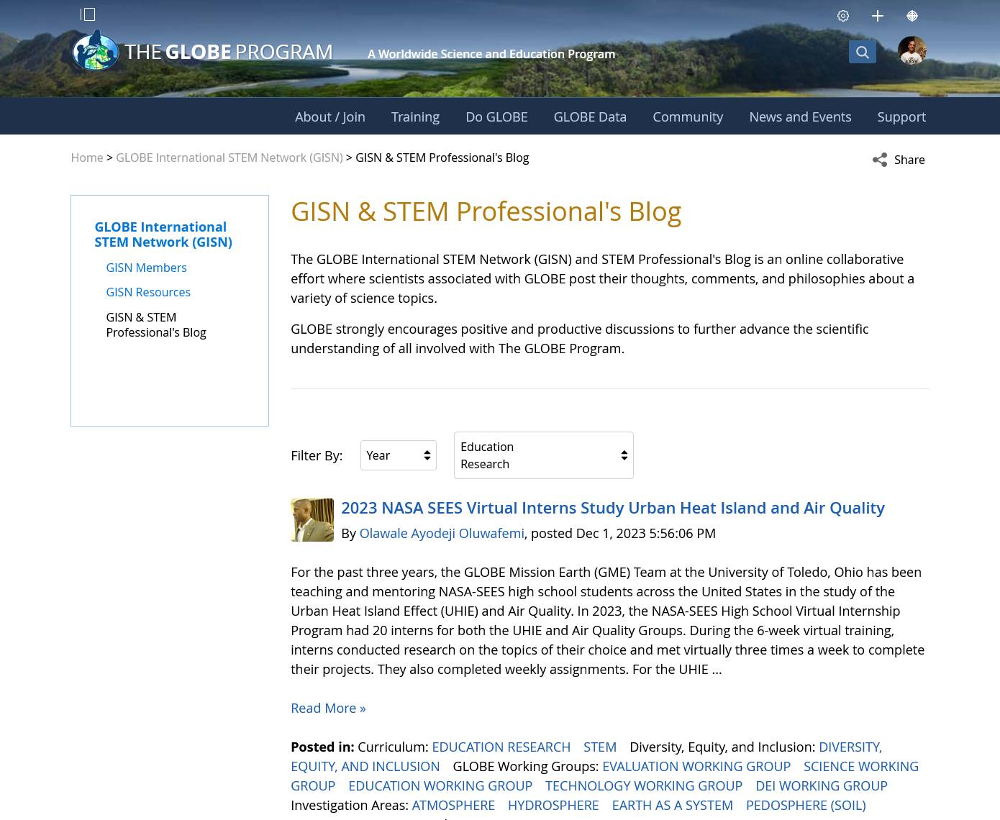 THE GLOBE PROGRAM
A Worldwide Science and Education Program
About / Join Training Do GLOBE GLOBE Data Community News and Events Support
Home > GLOBE International STEM Network (GISN) > GISN & STEM Professional's Blog
Share
GLOBE International
STEM Network (GISN)
GISN Members
GISN Resources
GISN & STEM
Professional's Blog
GISN & STEM Professional's Blog
The GLOBE International STEM Network (GISN) and STEM Professional's Blog is an online collaborative
effort where scientists associated with GLOBE post their thoughts, comments, and philosophies about a
variety of science topics.
GLOBE strongly encourages positive and productive discussions to further advance the scientific
understanding of all involved with The GLOBE Program.
Filter By:
Year
Education
Research
2023 NASA SEES Virtual Interns Study Urban Heat Island and Air Quality
By Olawale Ayodeji Oluwafemi, posted Dec 1, 2023 5:56:06 PM
For the past three years, the GLOBE Mission Earth (GME) Team at the University of Toledo, Ohio has been
teaching and mentoring NASA-SEES high school students across the United States in the study of the
Urban Heat Island Effect (UHIE) and Air Quality. In 2023, the NASA-SEES High School Virtual Internship
Program had 20 interns for both the UHIE and Air Quality Groups. During the 6-week virtual training,
interns conducted research on the topics of their choice and met virtually three times a week to complete
their projects. They also completed weekly assignments. For the UHIE ...
Read More »
Posted in: Curriculum: EDUCATION RESEARCH STEM Diversity, Equity, and Inclusion: DIVERSITY,
EQUITY, AND INCLUSION GLOBE Working Groups: EVALUATION WORKING GROUP SCIENCE WORKING
GROUP EDUCATION WORKING GROUP TECHNOLOGY WORKING GROUP DEI WORKING GROUP
Investigation Areas: ATMOSPHERE HYDROSPHERE EARTH AS A SYSTEM PEDOSPHERE (SOIL)